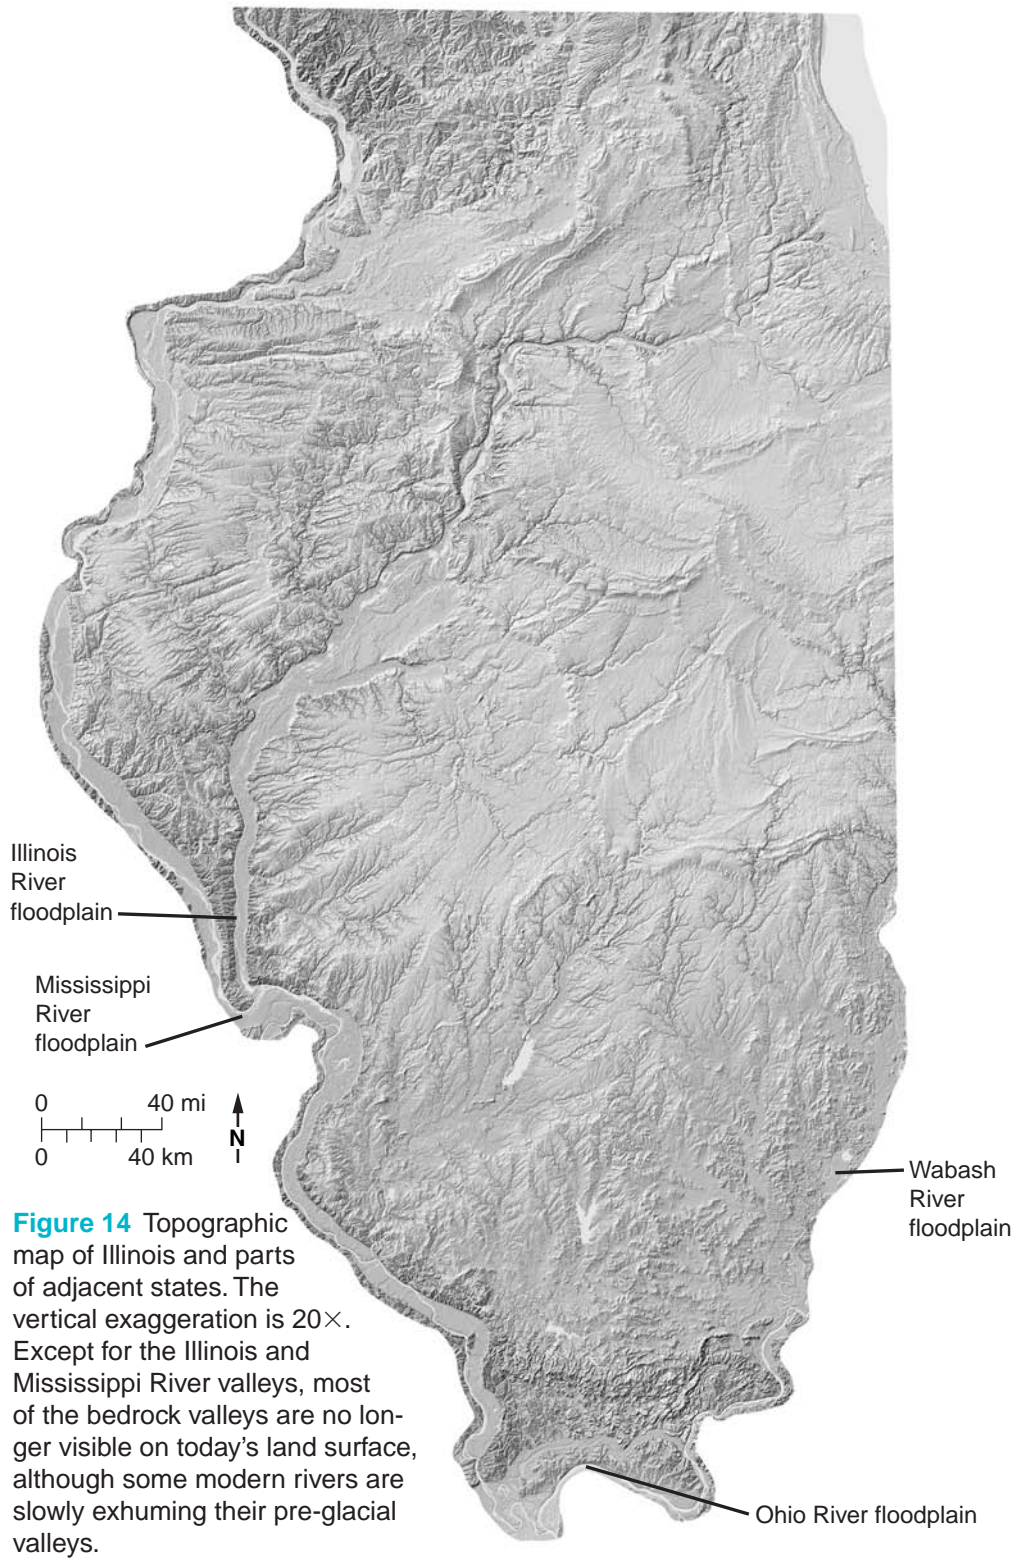 Illinois
River
floodplain
Mississippi
River
floodplain
0 40 mi
0 40 km
N
Wabash
River
floodplain
Figure 14 Topographic
map of Illinois and parts
of adjacent states. The
vertical exaggeration is 20×.
Except for the Illinois and
Mississippi River valleys, most
of the bedrock valleys are no lon-
ger visible on today’s land surface,
although some modern rivers are
slowly exhuming their pre-glacial
valleys.
Ohio River floodplain